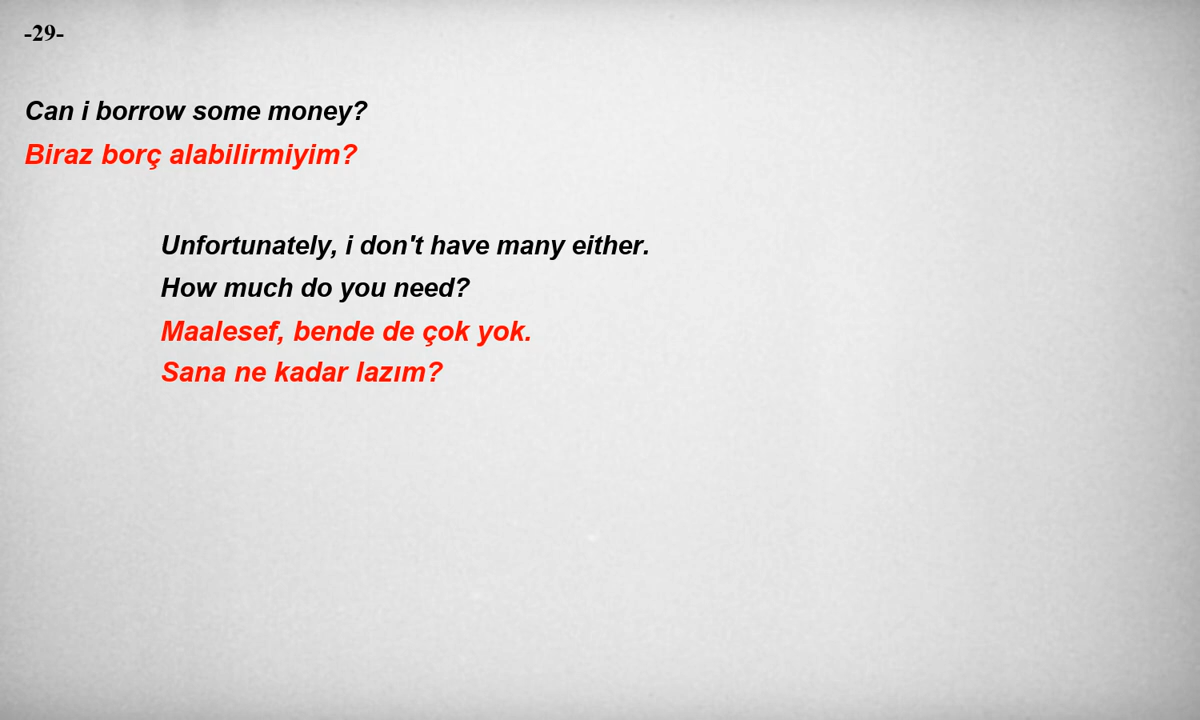 -29-
Can i borrow some money?
Biraz borç alabilirmiyim?
Unfortunately, i don't have many either.
How much do you need?
Maalesef, bende de çok yok.
Sana ne kadar lazım?